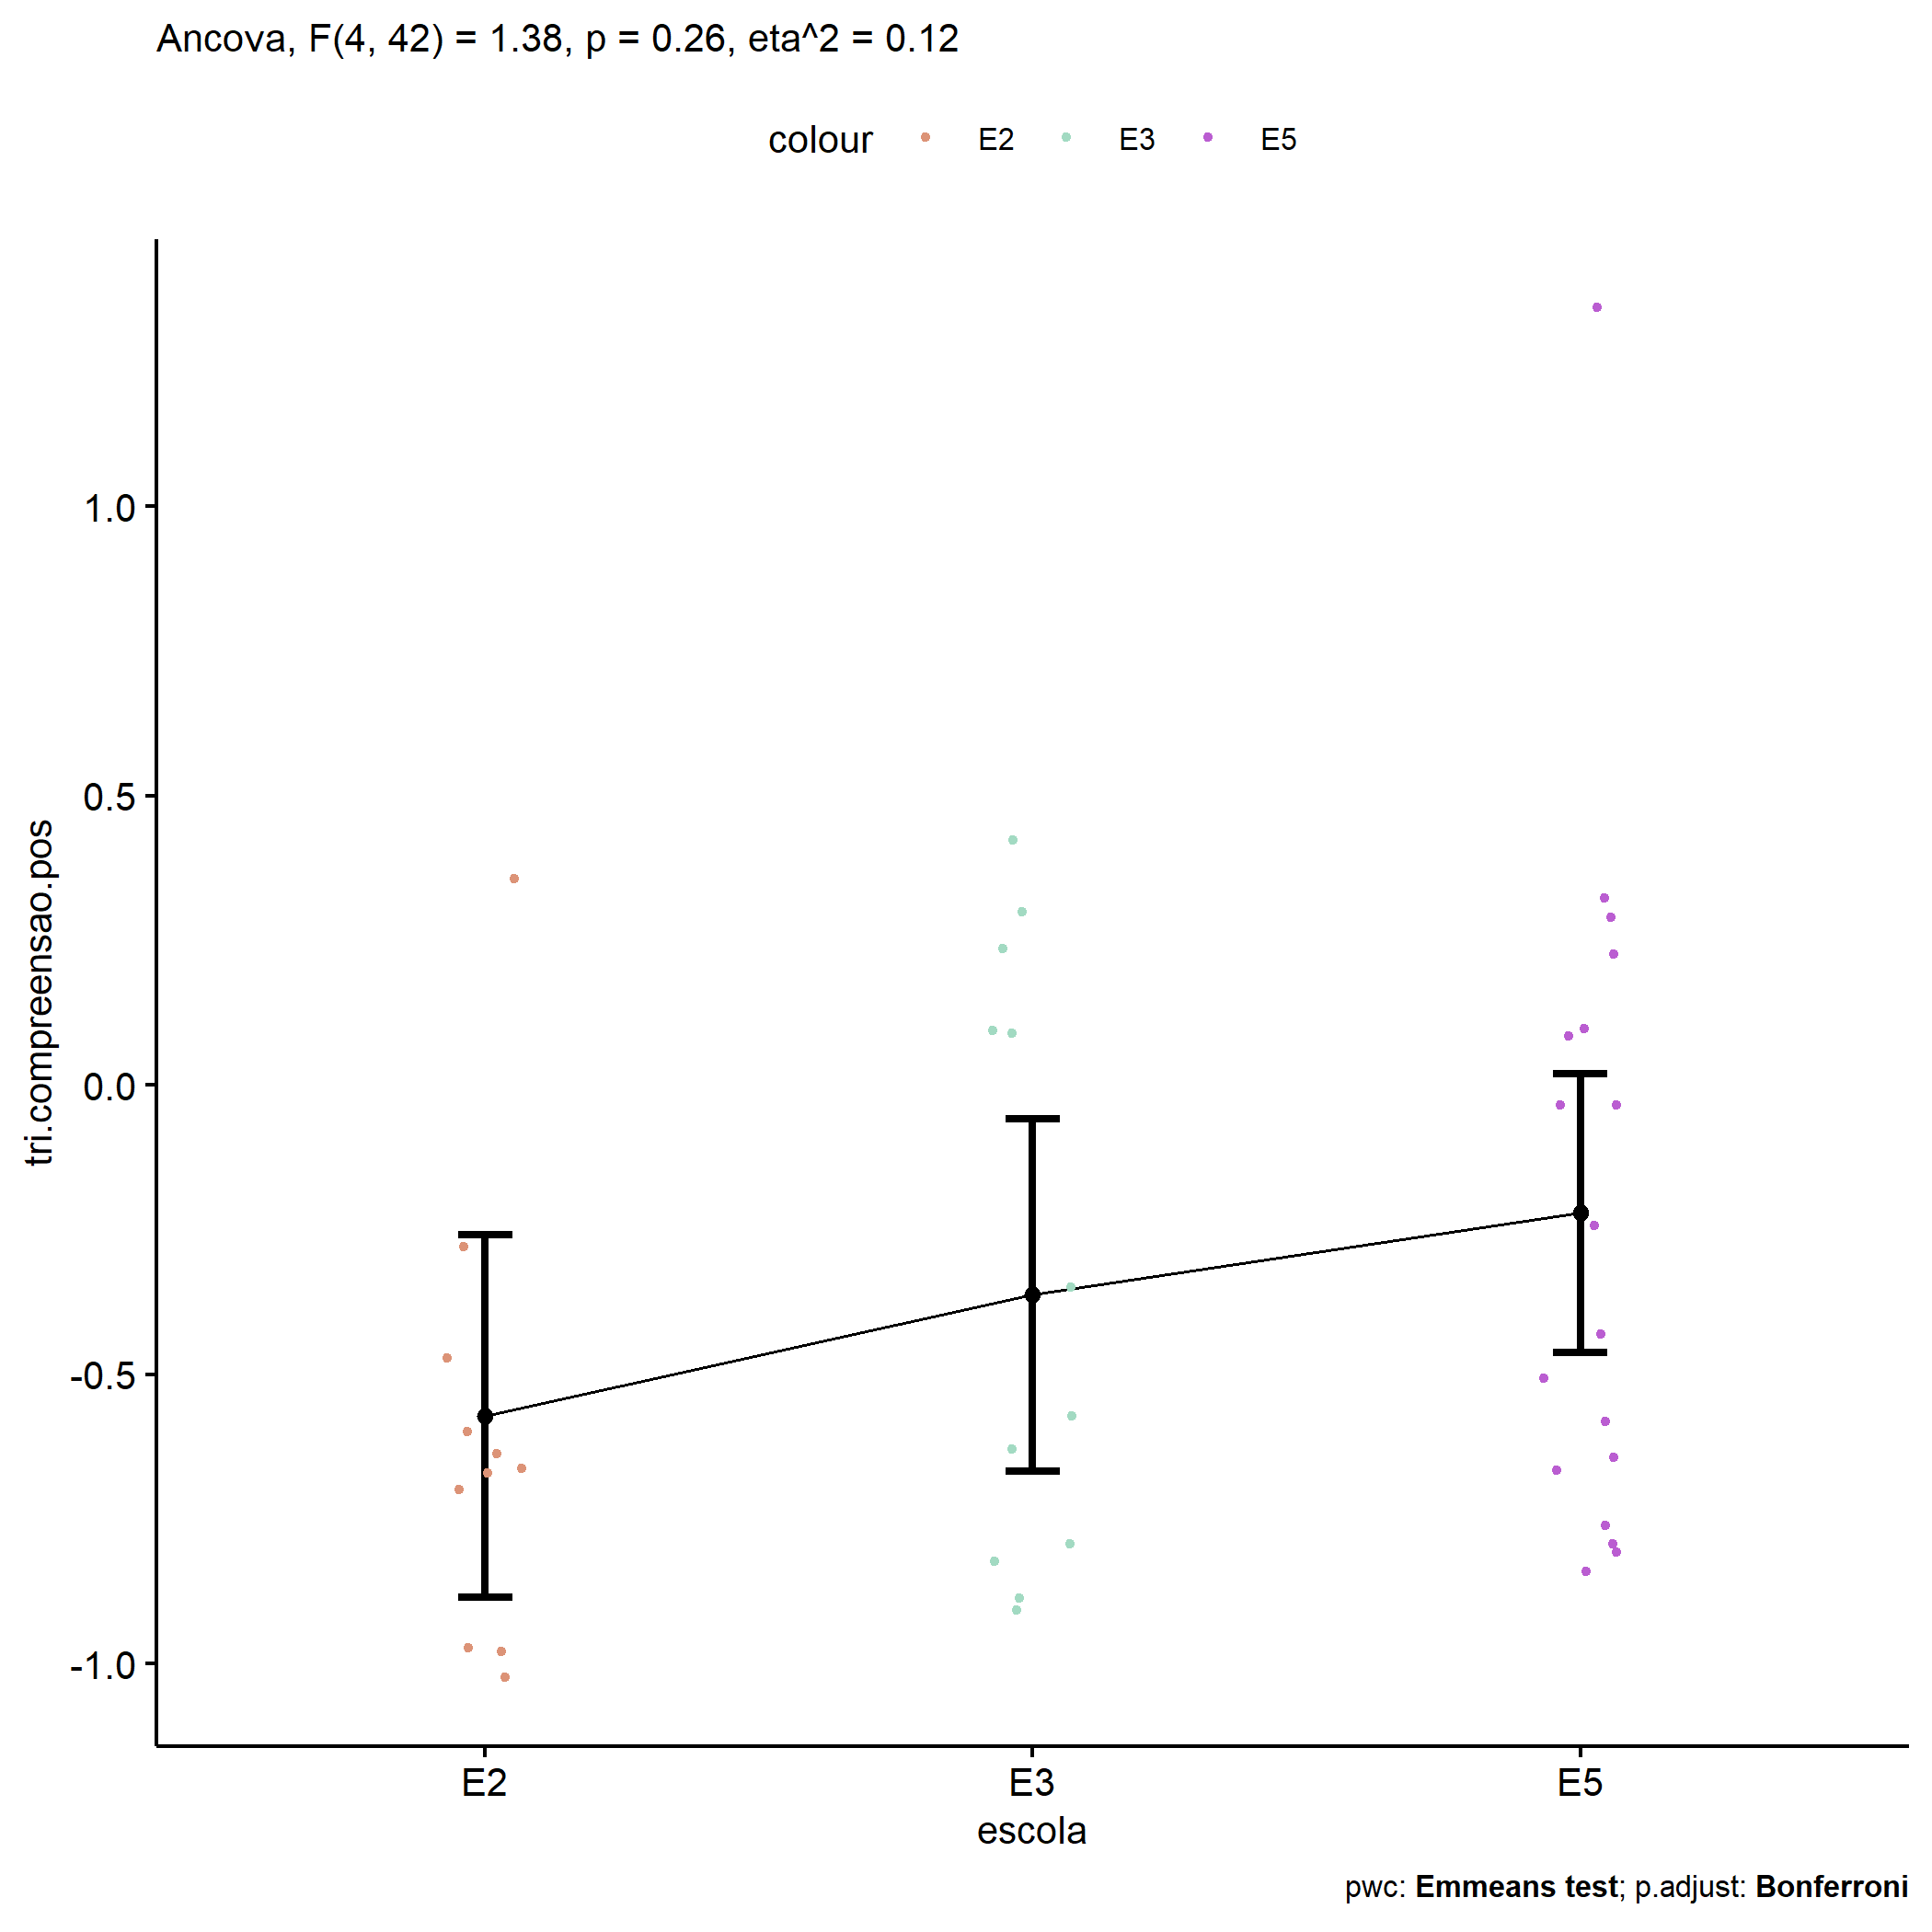 Ancova, F(4, 42) = 1.38, p = 0.26, eta^2 = 0.12
colour E2 E3 E5
tri.compreensao.pos
1.0
0.5
0.0
-0.5
-1.0
E2 E3 E5
escola
pwc: Emmeans test; p.adjust: Bonferroni